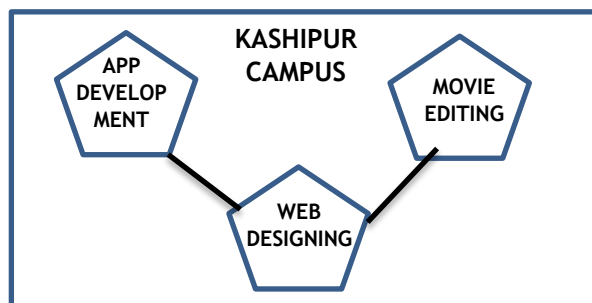 KASHIPUR
CAMPUS
APP
DEVELOP
MENT
MOVIE
EDITING
WEB
DESIGNING